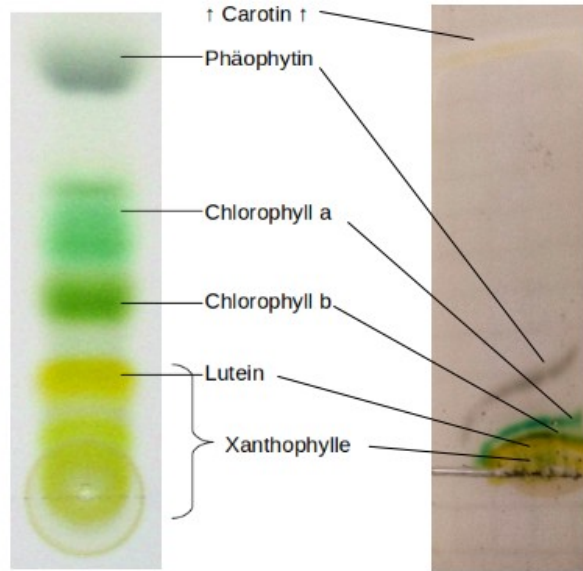 ↑ Carotin ↑
Phäophytin
Chlorophyll a
Chlorophyll b
Lutein
Xanthophylle